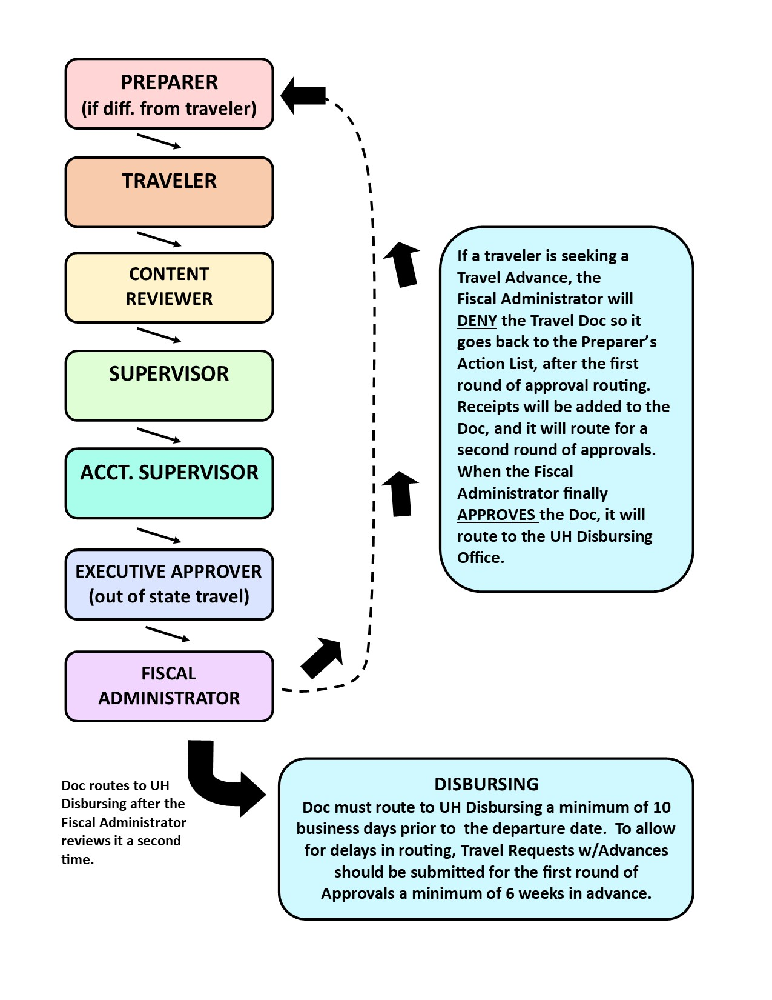 PREPARER
(if diff. from traveler)
TRAVELER
CONTENT
REVIEWER
SUPERVISOR
ACCT. SUPERVISOR
EXECUTIVE APPROVER
(out of state travel)
FISCAL
ADMINISTRATOR
If a traveler is seeking a
Travel Advance, the
Fiscal Administrator will
DENY the Travel Doc so it
goes back to the Preparer’s
Action List, after the first
round of approval routing.
Receipts will be added to the
Doc, and it will route for a
second round of approvals.
When the Fiscal
Administrator finally
APPROVES the Doc, it will
route to the UH Disbursing
Office.
Doc routes to UH
Disbursing after the
Fiscal Administrator
reviews it a second
time.
DISBURSING
Doc must route to UH Disbursing a minimum of 10
business days prior to  the departure date.  To allow
for delays in routing, Travel Requests w/Advances
should be submitted for the first round of
Approvals a minimum of 6 weeks in advance.